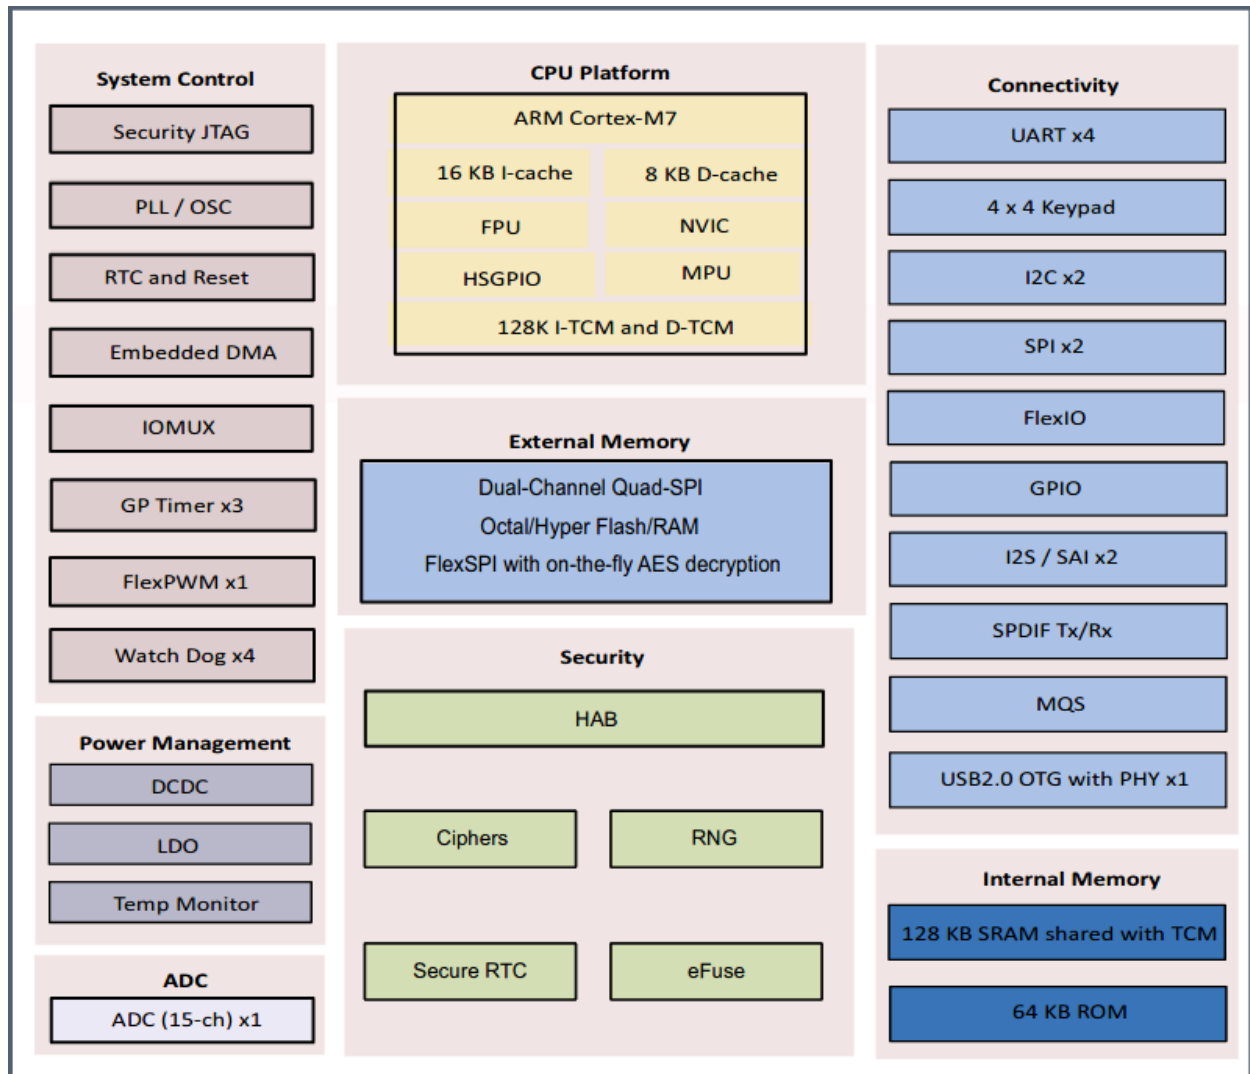 System Control
Security JTAG
PLL / OSC
RTC and Reset
Embedded DMA
IOMUX
GP Timer x3
FlexPWM x1
Watch Dog x4
Power Management
DCDC
LDO
Temp Monitor
ADC
ADC (15-ch) x1
CPU Platform
ARM Cortex-M7
16 KB I-cache
8 KB D-cache
FPU
NVIC
HSGPIO
MPU
128K I-TCM and D-TCM
External Memory
Dual-Channel Quad-SPI
Octal/Hyper Flash/RAM
FlexSPI with on-the-fly AES decryption
Security
HAB
Ciphers
RNG
Secure RTC
eFuse
Connectivity
UART x4
4 x 4 Keypad
I2C x2
SPI x2
FlexIO
GPIO
I2S / SAI x2
SPDIF Tx/Rx
MQS
USB2.0 OTG with PHY x1
Internal Memory
128 KB SRAM shared with TCM
64 KB ROM